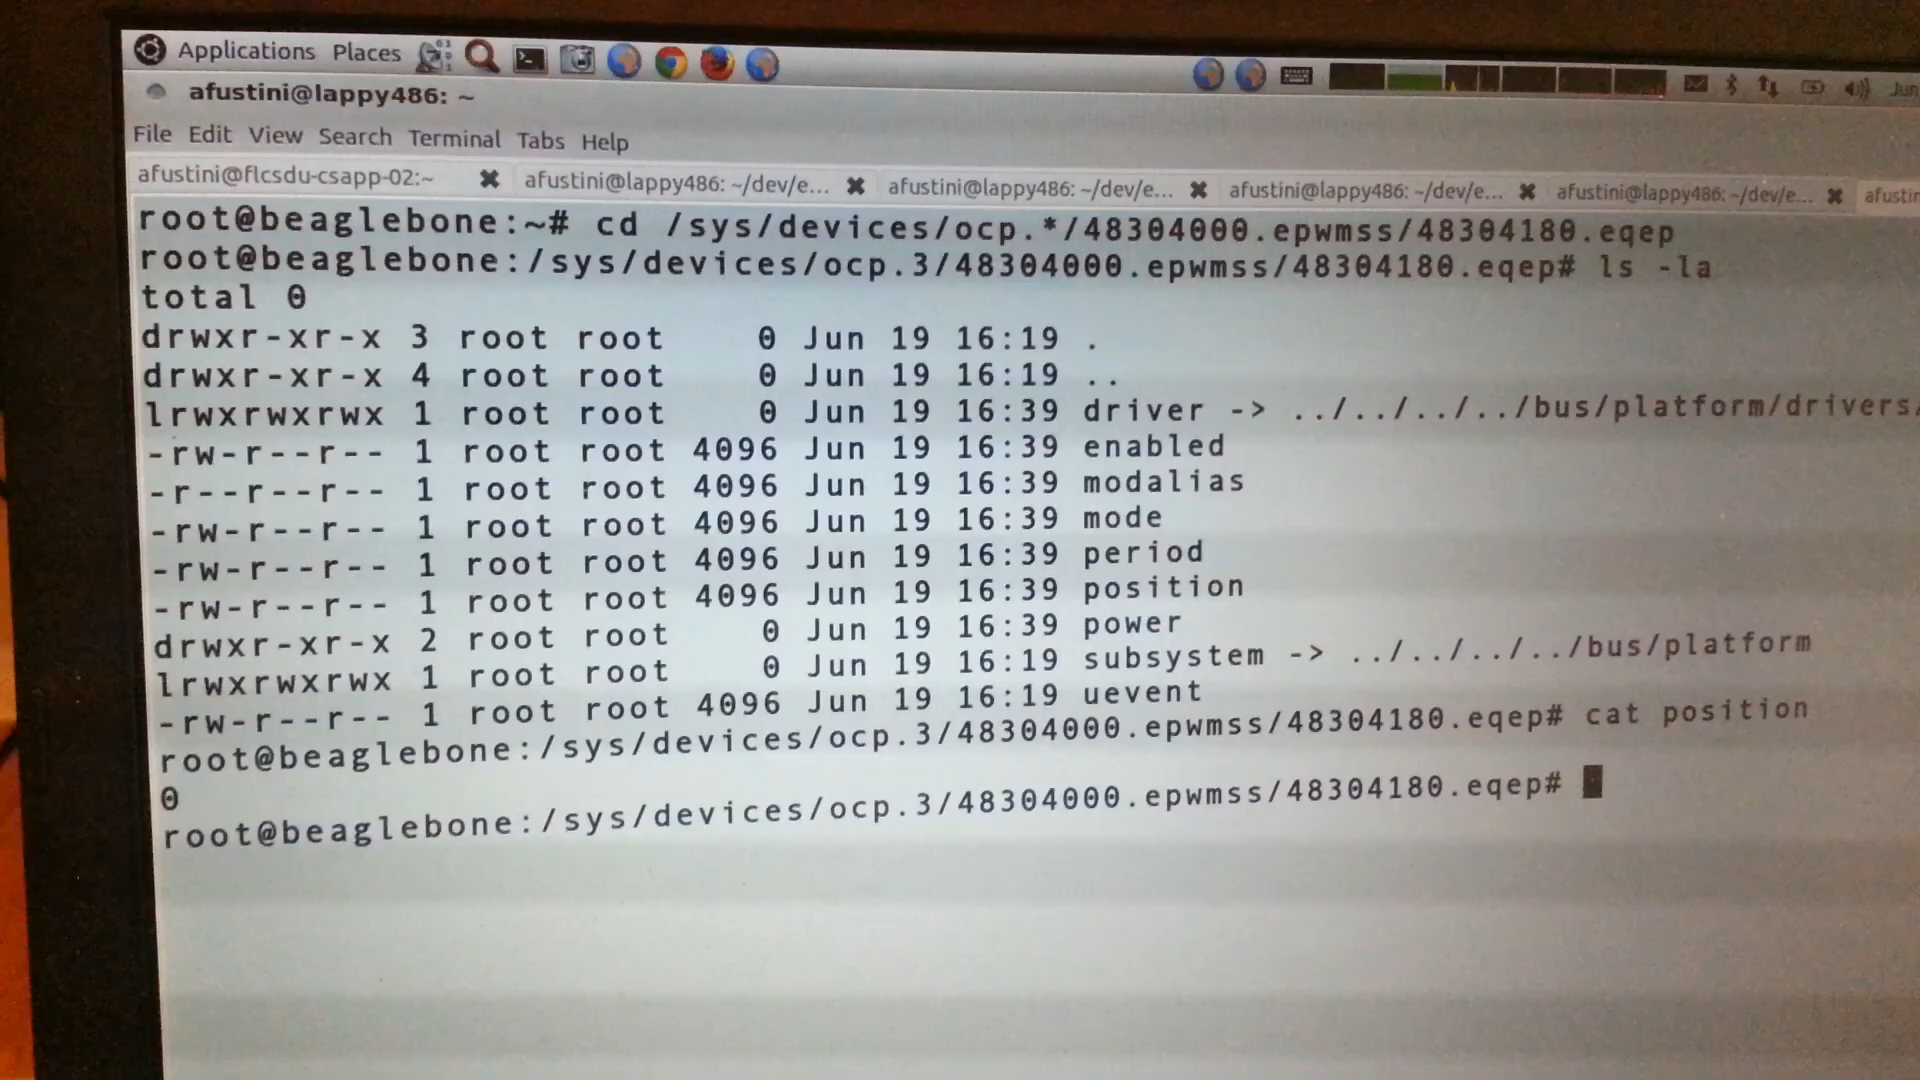 Applications Places
Jun
afustini@lappy486: ~
File Edit View Search Terminal Tabs Help
afustini@flcsdu-csapp-02:~ afustini@lappy486: ~/dev/e... afustini@lappy486: ~/dev/e... afustini@lappy486: ~/dev/e... afustini@lappy486: ~/dev/e... afustin
root@beaglebone:~# cd /sys/devices/ocp.*/48304000.epwmss/48304180.eqep
root@beaglebone:/sys/devices/ocp.3/48304000.epwmss/48304180.eqep# ls -la
total 0
drwxr-xr-x 3 root root 0 Jun 19 16:19 .
drwxr-xr-x 4 root root 0 Jun 19 16:19 ..
lrwxrwxrwx 1 root root 0 Jun 19 16:39 driver -> ../../../../bus/platform/drivers/
-rw-r--r-- 1 root root 4096 Jun 19 16:39 enabled
-r--r--r-- 1 root root 4096 Jun 19 16:39 modalias
-rw-r--r-- 1 root root 4096 Jun 19 16:39 mode
-rw-r--r-- 1 root root 4096 Jun 19 16:39 period
-rw-r--r-- 1 root root 4096 Jun 19 16:39 position
drwxr-xr-x 2 root root 0 Jun 19 16:39 power
lrwxrwxrwx 1 root root 0 Jun 19 16:19 subsystem -> ../../../../bus/platform
-rw-r--r-- 1 root root 4096 Jun 19 16:19 uevent
root@beaglebone:/sys/devices/ocp.3/48304000.epwmss/48304180.eqep# cat position
0
root@beaglebone:/sys/devices/ocp.3/48304000.epwmss/48304180.eqep#